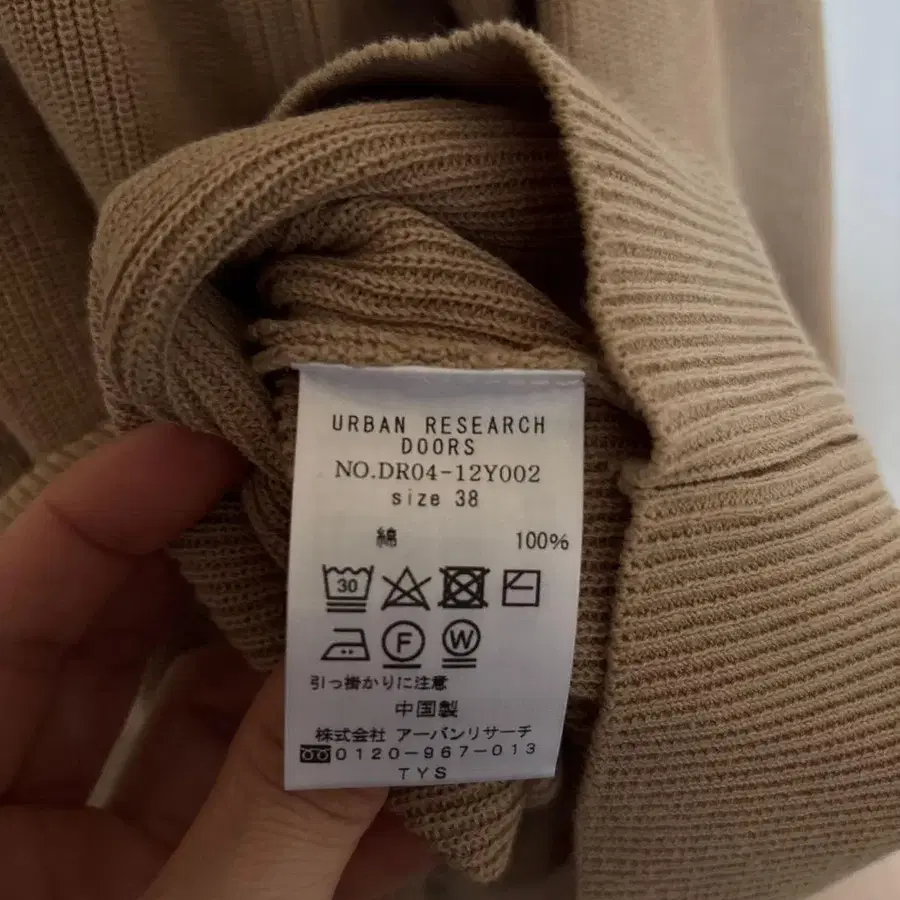 URBAN RESEARCH
DOORS
NO.DR04-12Y002
size 38
綿 100%
30
F W
引っ掛かりに注意
中国製
株式会社 アーバンリサーチ
0120-967-013
TYS